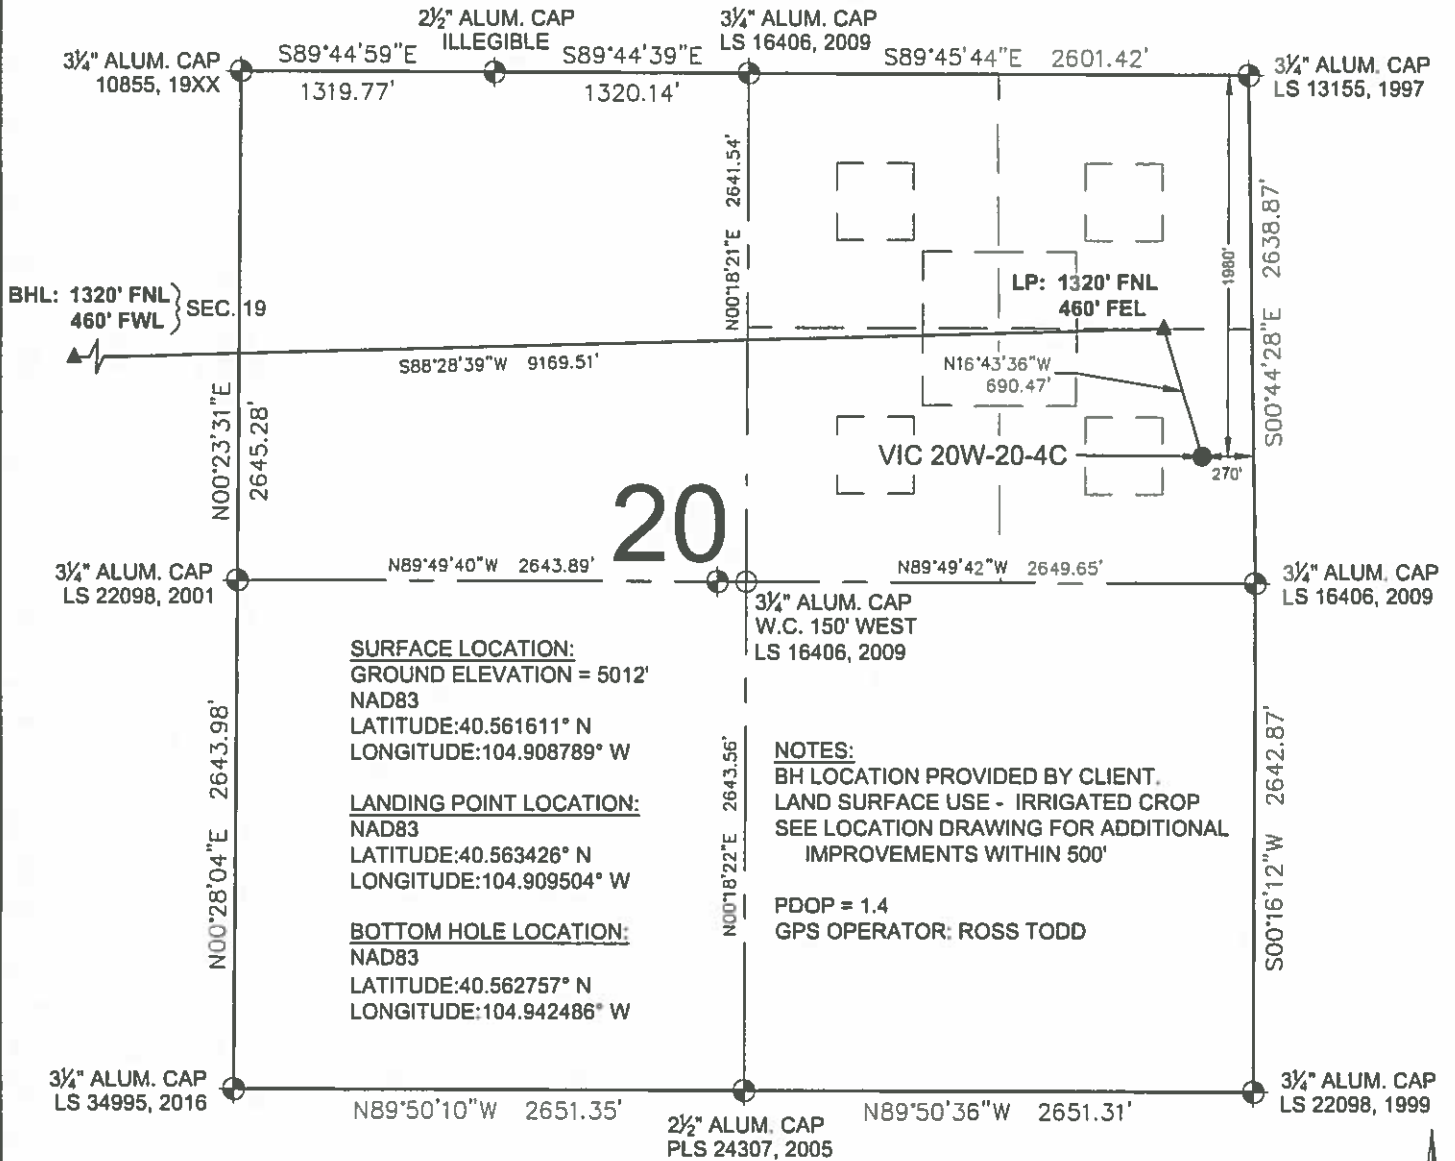 2½" ALUM. CAP
ILLEGIBLE
3¼" ALUM. CAP
LS 16406, 2009
3¼" ALUM. CAP
10855, 19XX
S89°44'59"E
1319.77'
S89°44'39"E
1320.14'
S89°45'44"E 2601.42'
3¼" ALUM. CAP
LS 13155, 1997
N00°18'21"E 2641.54'
1980'
S00°44'28"E 2638.87'
BHL: 1320' FNL
460' FWL
SEC. 19
LP: 1320' FNL
460' FEL
S88°28'39"W 9169.51'
N16°43'36"W
690.47'
N00°23'31"E
2645.28'
VIC 20W-20-4C
270'
20
3¼" ALUM. CAP
LS 22098, 2001
N89°49'40"W 2643.89'
N89°49'42"W 2649.65'
3¼" ALUM. CAP
LS 16406, 2009
3¼" ALUM. CAP
W.C. 150' WEST
LS 16406, 2009
SURFACE LOCATION:
GROUND ELEVATION = 5012'
NAD83
LATITUDE:40.561611° N
LONGITUDE:104.908789° W
LANDING POINT LOCATION:
NAD83
LATITUDE:40.563426° N
LONGITUDE:104.909504° W
BOTTOM HOLE LOCATION:
NAD83
LATITUDE:40.562757° N
LONGITUDE:104.942486° W
N00°28'04"E 2643.98'
N00°18'22"E 2643.56'
NOTES:
BH LOCATION PROVIDED BY CLIENT.
LAND SURFACE USE - IRRIGATED CROP
SEE LOCATION DRAWING FOR ADDITIONAL
IMPROVEMENTS WITHIN 500'
PDOP = 1.4
GPS OPERATOR: ROSS TODD
S00°16'12"W 2642.87'
3¼" ALUM. CAP
LS 34995, 2016
N89°50'10"W 2651.35'
2½" ALUM. CAP
PLS 24307, 2005
N89°50'36"W 2651.31'
3¼" ALUM. CAP
LS 22098, 1999